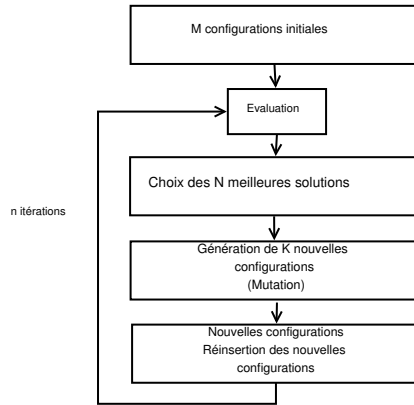 M configurations initiales
Evaluation
Choix des N meilleures solutions
n itérations
Génération de K nouvelles
configurations
(Mutation)
Nouvelles configurations
Réinsertion des nouvelles
configurations